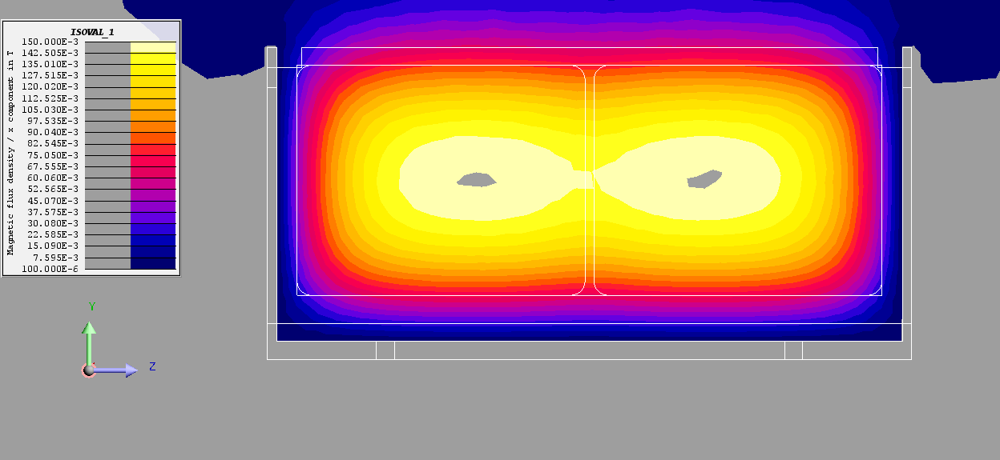 ISOVAL_1
Magnetic flux density / x component in T
150.000E-3
142.505E-3
135.010E-3
127.515E-3
120.020E-3
112.525E-3
105.030E-3
97.535E-3
90.040E-3
82.545E-3
75.050E-3
67.555E-3
60.060E-3
52.565E-3
45.070E-3
37.575E-3
30.080E-3
22.585E-3
15.090E-3
7.595E-3
100.000E-6
Y
Z